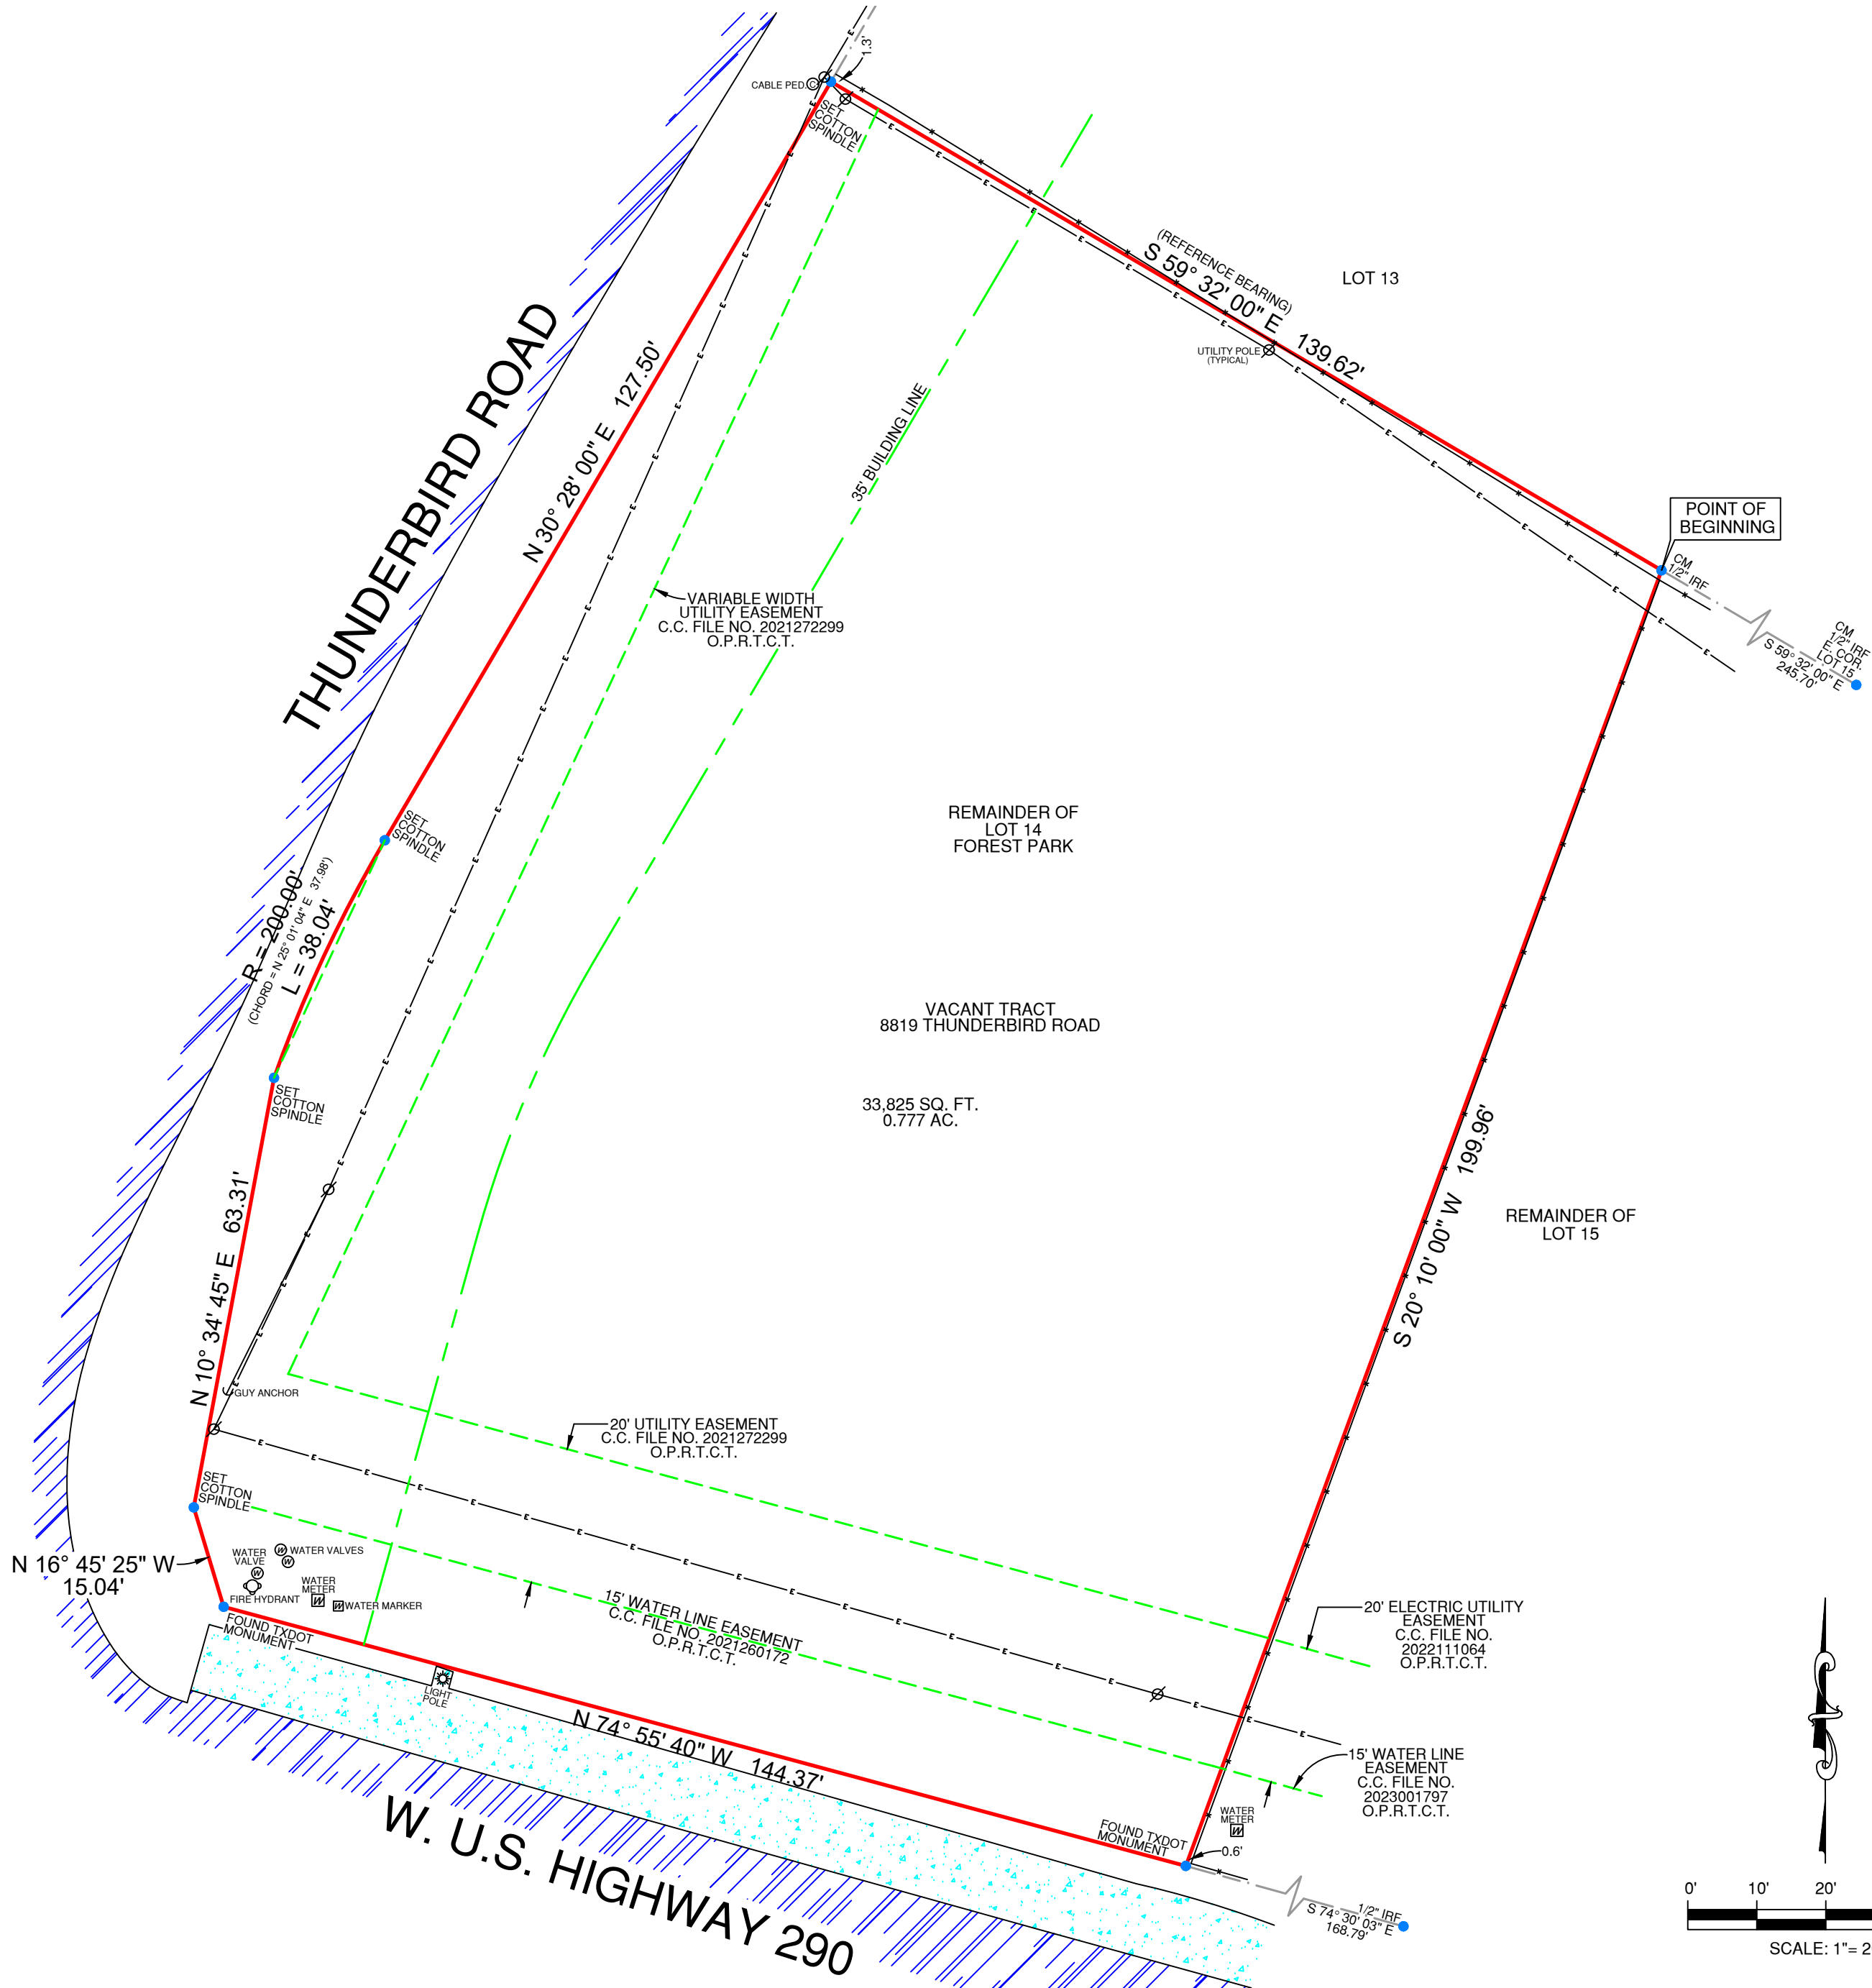 1.3'
CABLE PED.
C
SET
COTTON
SPINDLE
(REFERENCE BEARING)
S 59° 32' 00" E 139.62'
LOT 13
UTILITY POLE
(TYPICAL)
THUNDERBIRD ROAD
N 30° 28' 00" E 127.50'
35' BUILDING LINE
POINT OF
BEGINNING
CM
1/2" IRF
CM
1/2" IRF
E. COR.
LOT 15
S 59° 32' 00" E
245.70'
VARIABLE WIDTH
UTILITY EASEMENT
C.C. FILE NO. 2021272299
O.P.R.T.C.T.
SET
COTTON
SPINDLE
REMAINDER OF
LOT 14
FOREST PARK
R = 200.00'
(CHORD = N 25° 01' 04" E 37.98')
L = 38.04'
VACANT TRACT
8819 THUNDERBIRD ROAD
33,825 SQ. FT.
0.777 AC.
SET
COTTON
SPINDLE
S 20° 10' 00" W 199.96'
REMAINDER OF
LOT 15
N 10° 34' 45" E 63.31'
GUY ANCHOR
20' UTILITY EASEMENT
C.C. FILE NO. 2021272299
O.P.R.T.C.T.
SET
COTTON
SPINDLE
N 16° 45' 25" W
15.04'
WATER
VALVE
W
W WATER VALVES
W
WATER
METER
W
FIRE HYDRANT
W WATER MARKER
FOUND TXDOT
MONUMENT
15' WATER LINE EASEMENT
C.C. FILE NO. 2021260172
O.P.R.T.C.T.
20' ELECTRIC UTILITY
EASEMENT
C.C. FILE NO.
2022111064
O.P.R.T.C.T.
LIGHT
POLE
N 74° 55' 40" W 144.37'
15' WATER LINE
EASEMENT
C.C. FILE NO.
2023001797
O.P.R.T.C.T.
WATER
METER
W
FOUND TXDOT
MONUMENT
0.6'
W. U.S. HIGHWAY 290
1/2" IRF
S 74° 30' 03" E
168.79'
0' 10' 20'
SCALE: 1"= 2